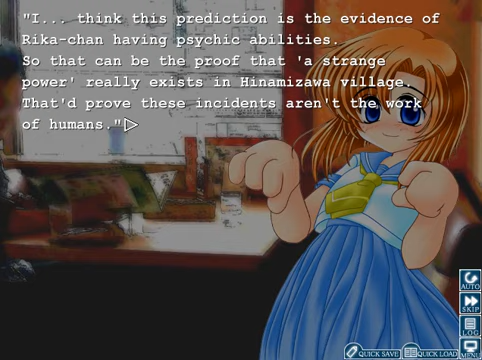 "I... think this prediction is the evidence of
Rika-chan having psychic abilities.
So that can be the proof that 'a strange
power' really exists in Hinamizawa village.
That'd prove these incidents aren't the work
of humans."
AUTO
SKIP
LOG
MENU
QUICK SAVE
QUICK LOAD